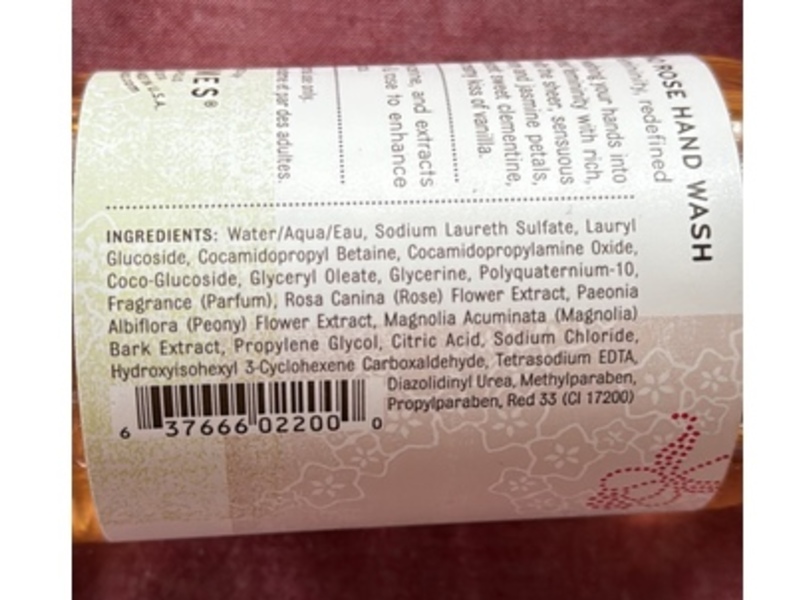 ROSE HAND WASH
redefined
your hands into
femininity with rich,
sheer, sensuous
and jasmine petals,
sweet clementine,
loss of vanilla.
and extracts
to enhance
use only.
et par des adultes.
U.S.A.
INGREDIENTS: Water/Aqua/Eau, Sodium Laureth Sulfate, Lauryl
Glucoside, Cocamidopropyl Betaine, Cocamidopropylamine Oxide,
Coco-Glucoside, Glyceryl Oleate, Glycerine, Polyquaternium-10,
Fragrance (Parfum), Rosa Canina (Rose) Flower Extract, Paeonia
Albiflora (Peony) Flower Extract, Magnolia Acuminata (Magnolia)
Bark Extract, Propylene Glycol, Citric Acid, Sodium Chloride,
Hydroxyisohexyl 3-Cyclohexene Carboxaldehyde, Tetrasodium EDTA,
Diazolidinyl Urea, Methylparaben,
Propylparaben, Red 33 (CI 17200)
6 37666 02200 0